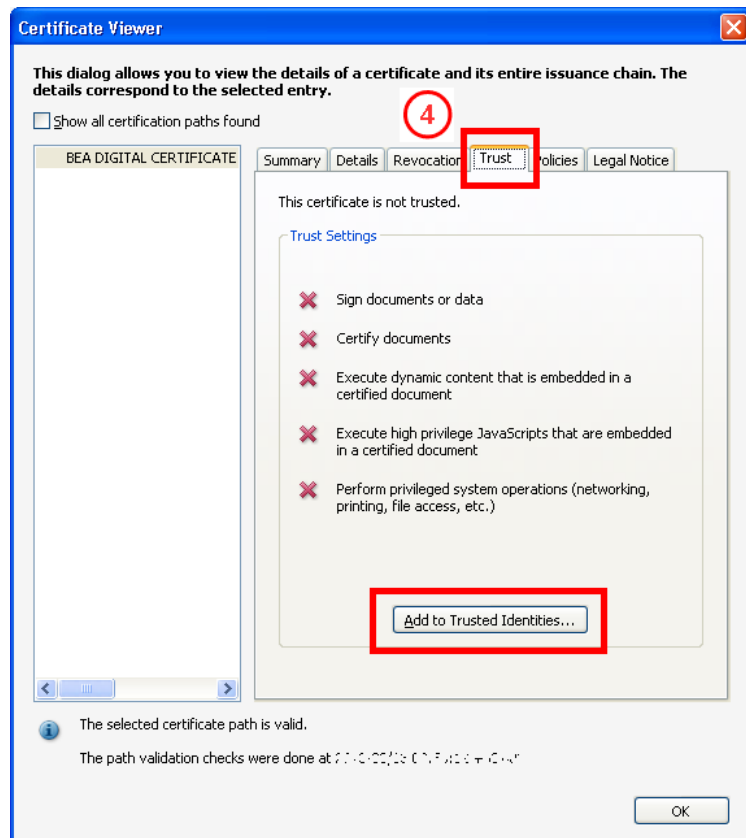 Certificate Viewer
This dialog allows you to view the details of a certificate and its entire issuance chain. The
details correspond to the selected entry.
Show all certification paths found
4
BEA DIGITAL CERTIFICATE
Summary Details Revocation Trust Policies Legal Notice
This certificate is not trusted.
Trust Settings
Sign documents or data
Certify documents
Execute dynamic content that is embedded in a
certified document
Execute high privilege JavaScripts that are embedded
in a certified document
Perform privileged system operations (networking,
printing, file access, etc.)
Add to Trusted Identities...
The selected certificate path is valid.
The path validation checks were done at
OK